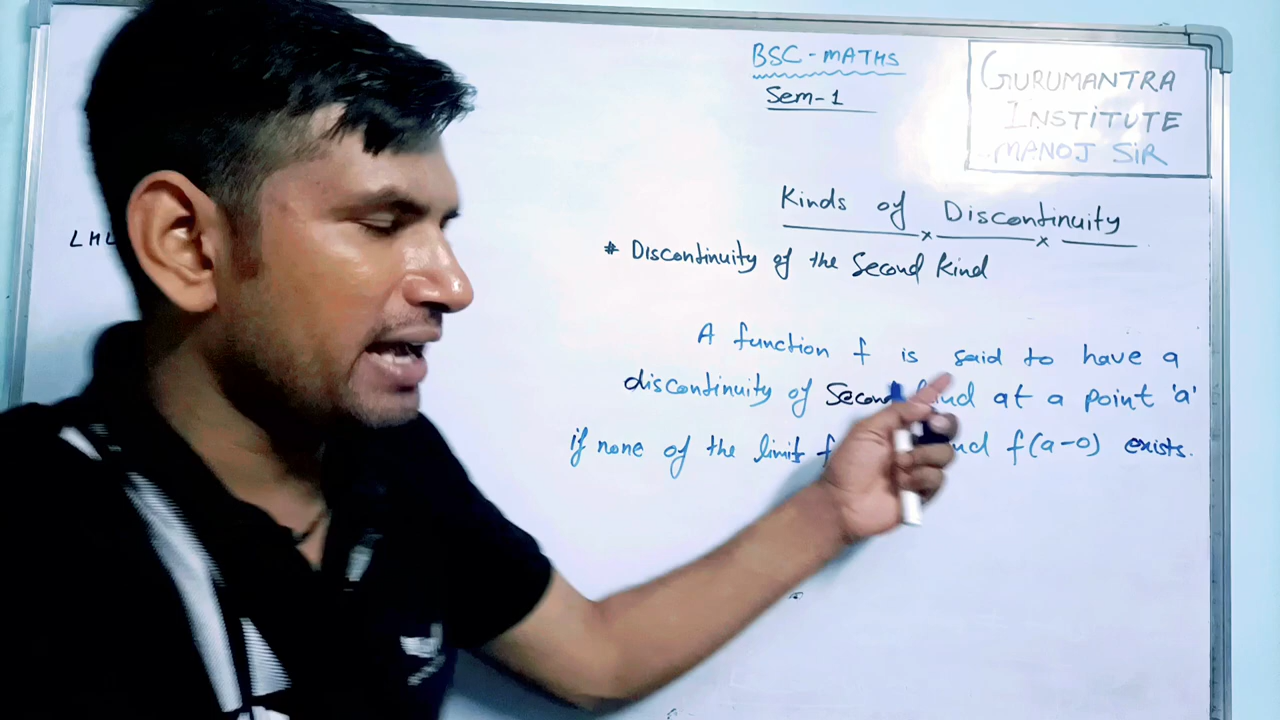 BSC-MATHS
Sem-1
GURUMANTRA
INSTITUTE
MANOJ SIR
Kinds of Discontinuity
LHL
* Discontinuity of the Second Kind
A function f is said to have a
discontinuity of Second at a point 'a'
if none of the limit f f(a-0) exists.